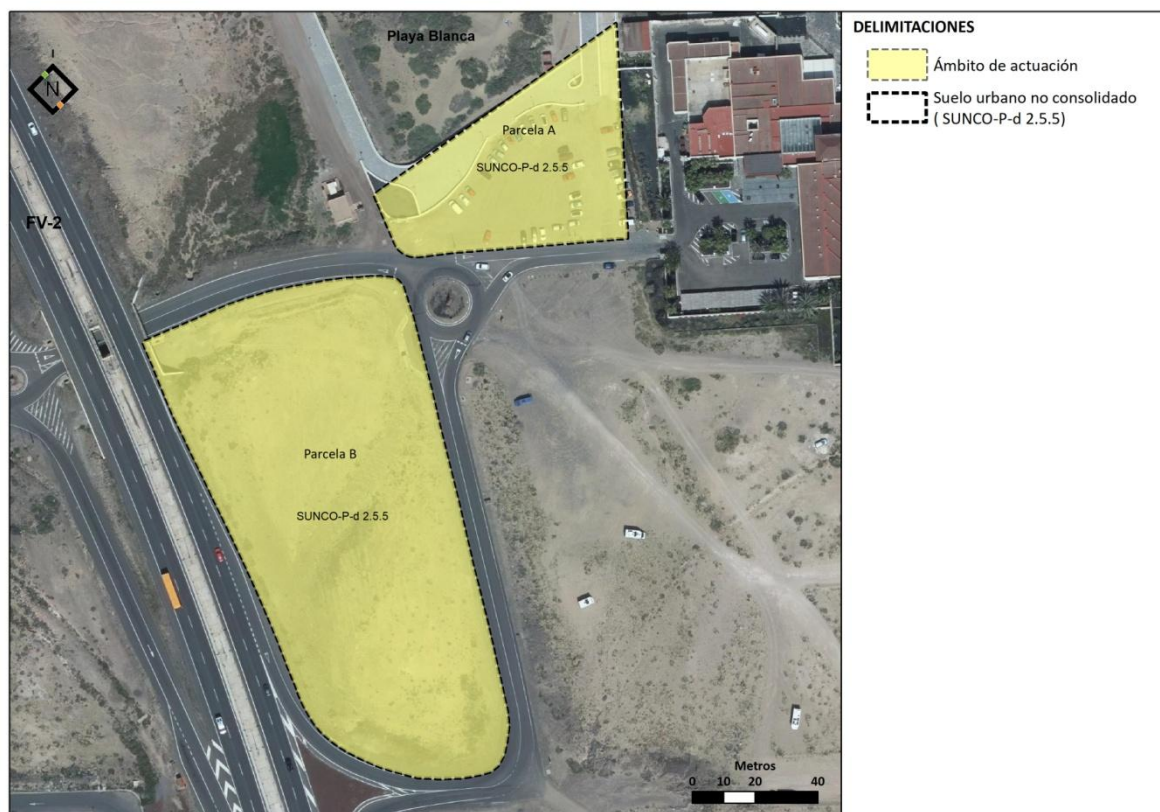 Playa Blanca
N
Parcela A
SUNCO-P-d 2.5.5
FV-2
Parcela B
SUNCO-P-d 2.5.5
Metros
0 10 20 40
DELIMITACIONES
Ámbito de actuación
Suelo urbano no consolidado
( SUNCO-P-d 2.5.5)